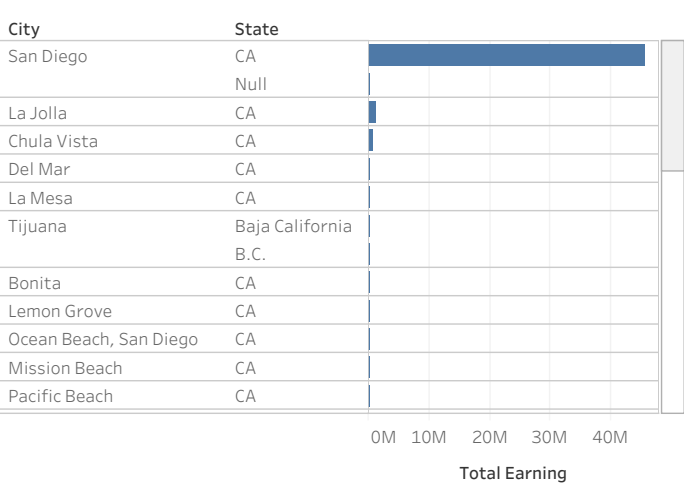 City State
San Diego CA
Null
La Jolla CA
Chula Vista CA
Del Mar CA
La Mesa CA
Tijuana Baja California
B.C.
Bonita CA
Lemon Grove CA
Ocean Beach, San Diego CA
Mission Beach CA
Pacific Beach CA
0M 10M 20M 30M 40M
Total Earning